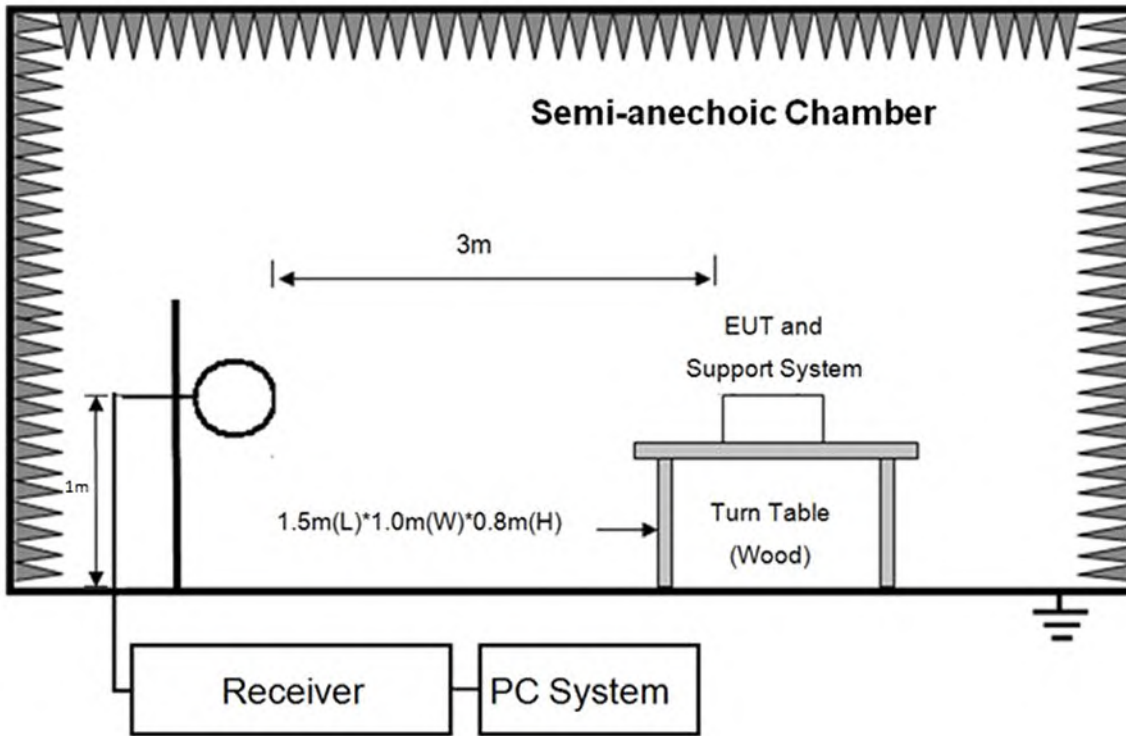 Semi-anechoic Chamber
3m
EUT and
Support System
1m
1.5m(L)*1.0m(W)*0.8m(H)
Turn Table
(Wood)
Receiver
PC System